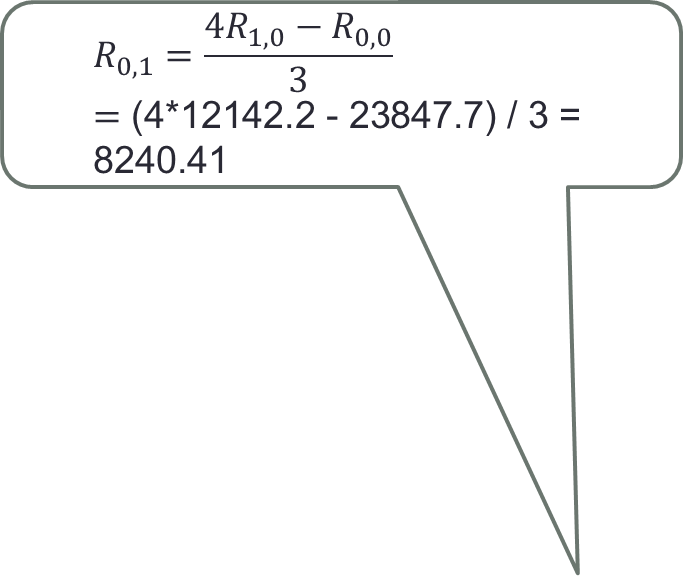 R₀,₁ = (4R₁,₀ − R₀,₀) / 3
= (4*12142.2 - 23847.7) / 3 =
8240.41